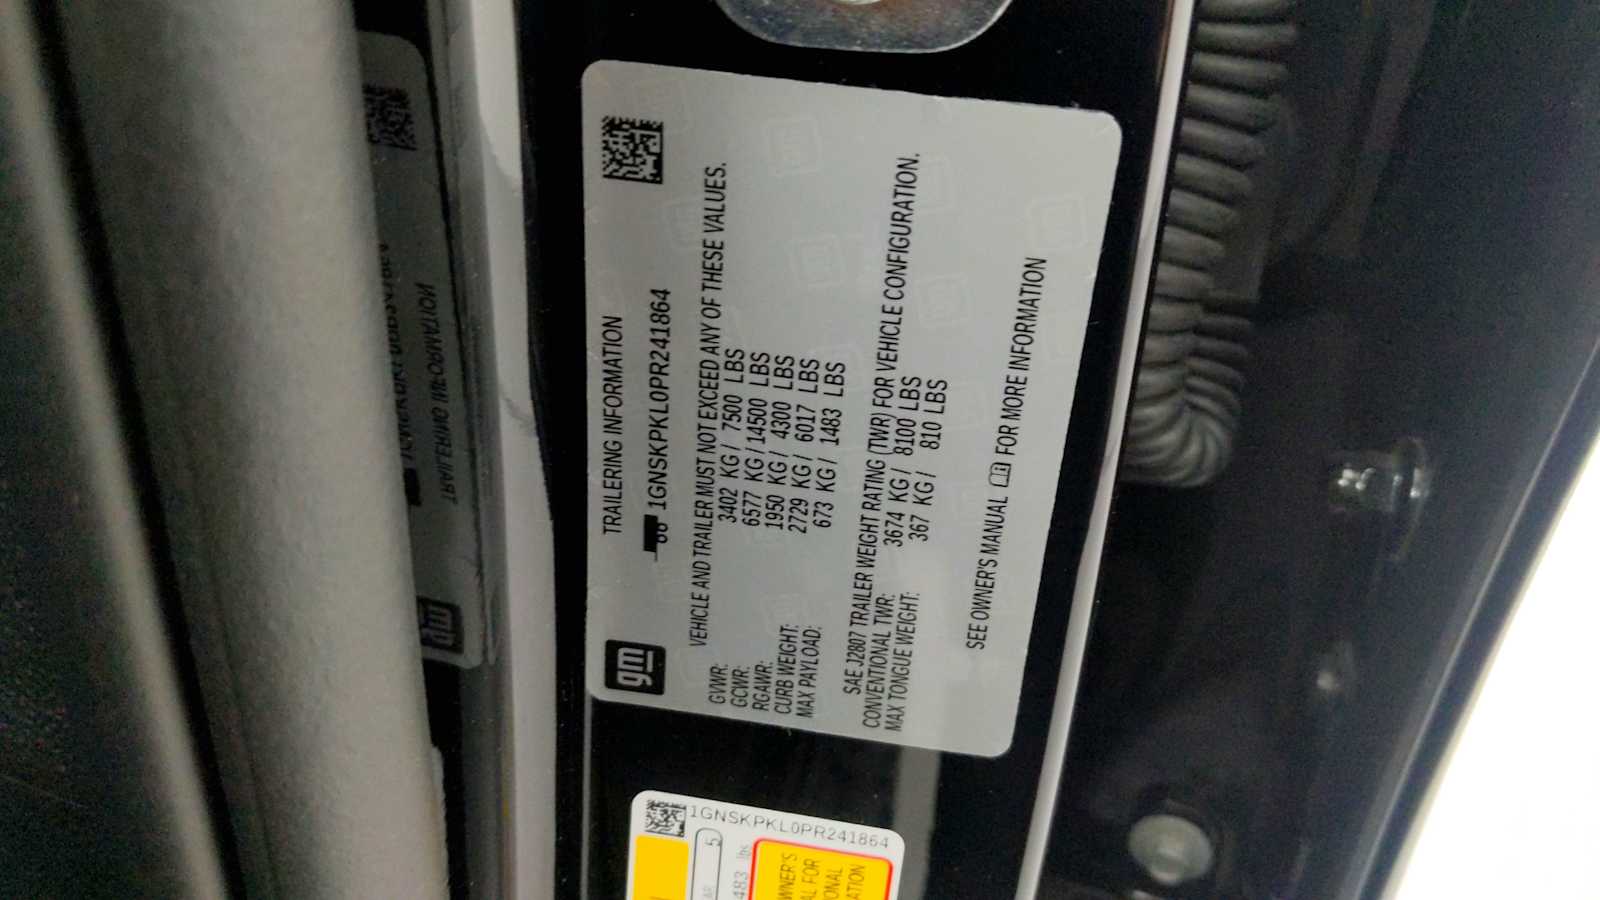 TRAILERING INFORMATION
1GNSKPKL0PR241864
gm
VEHICLE AND TRAILER MUST NOT EXCEED ANY OF THESE VALUES.
GVWR: 3402 KG / 7500 LBS
GCWR: 6577 KG / 14500 LBS
RGAWR: 1950 KG / 4300 LBS
CURB WEIGHT: 2729 KG / 6017 LBS
MAX PAYLOAD: 673 KG / 1483 LBS
SAE J2807 TRAILER WEIGHT RATING (TWR) FOR VEHICLE CONFIGURATION.
CONVENTIONAL TWR: 3674 KG / 8100 LBS
MAX TONGUE WEIGHT: 367 KG / 810 LBS
SEE OWNER'S MANUAL FOR MORE INFORMATION
1GNSKPKL0PR241864
5
483 lbs